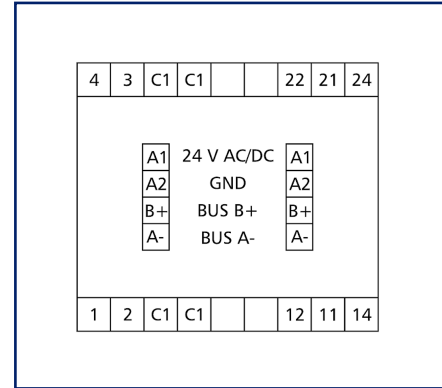 4 3 C1 C1 22 21 24
A1 24 V AC/DC A1
A2 GND A2
B+ BUS B+ B+
A- BUS A- A-
1 2 C1 C1 12 11 14